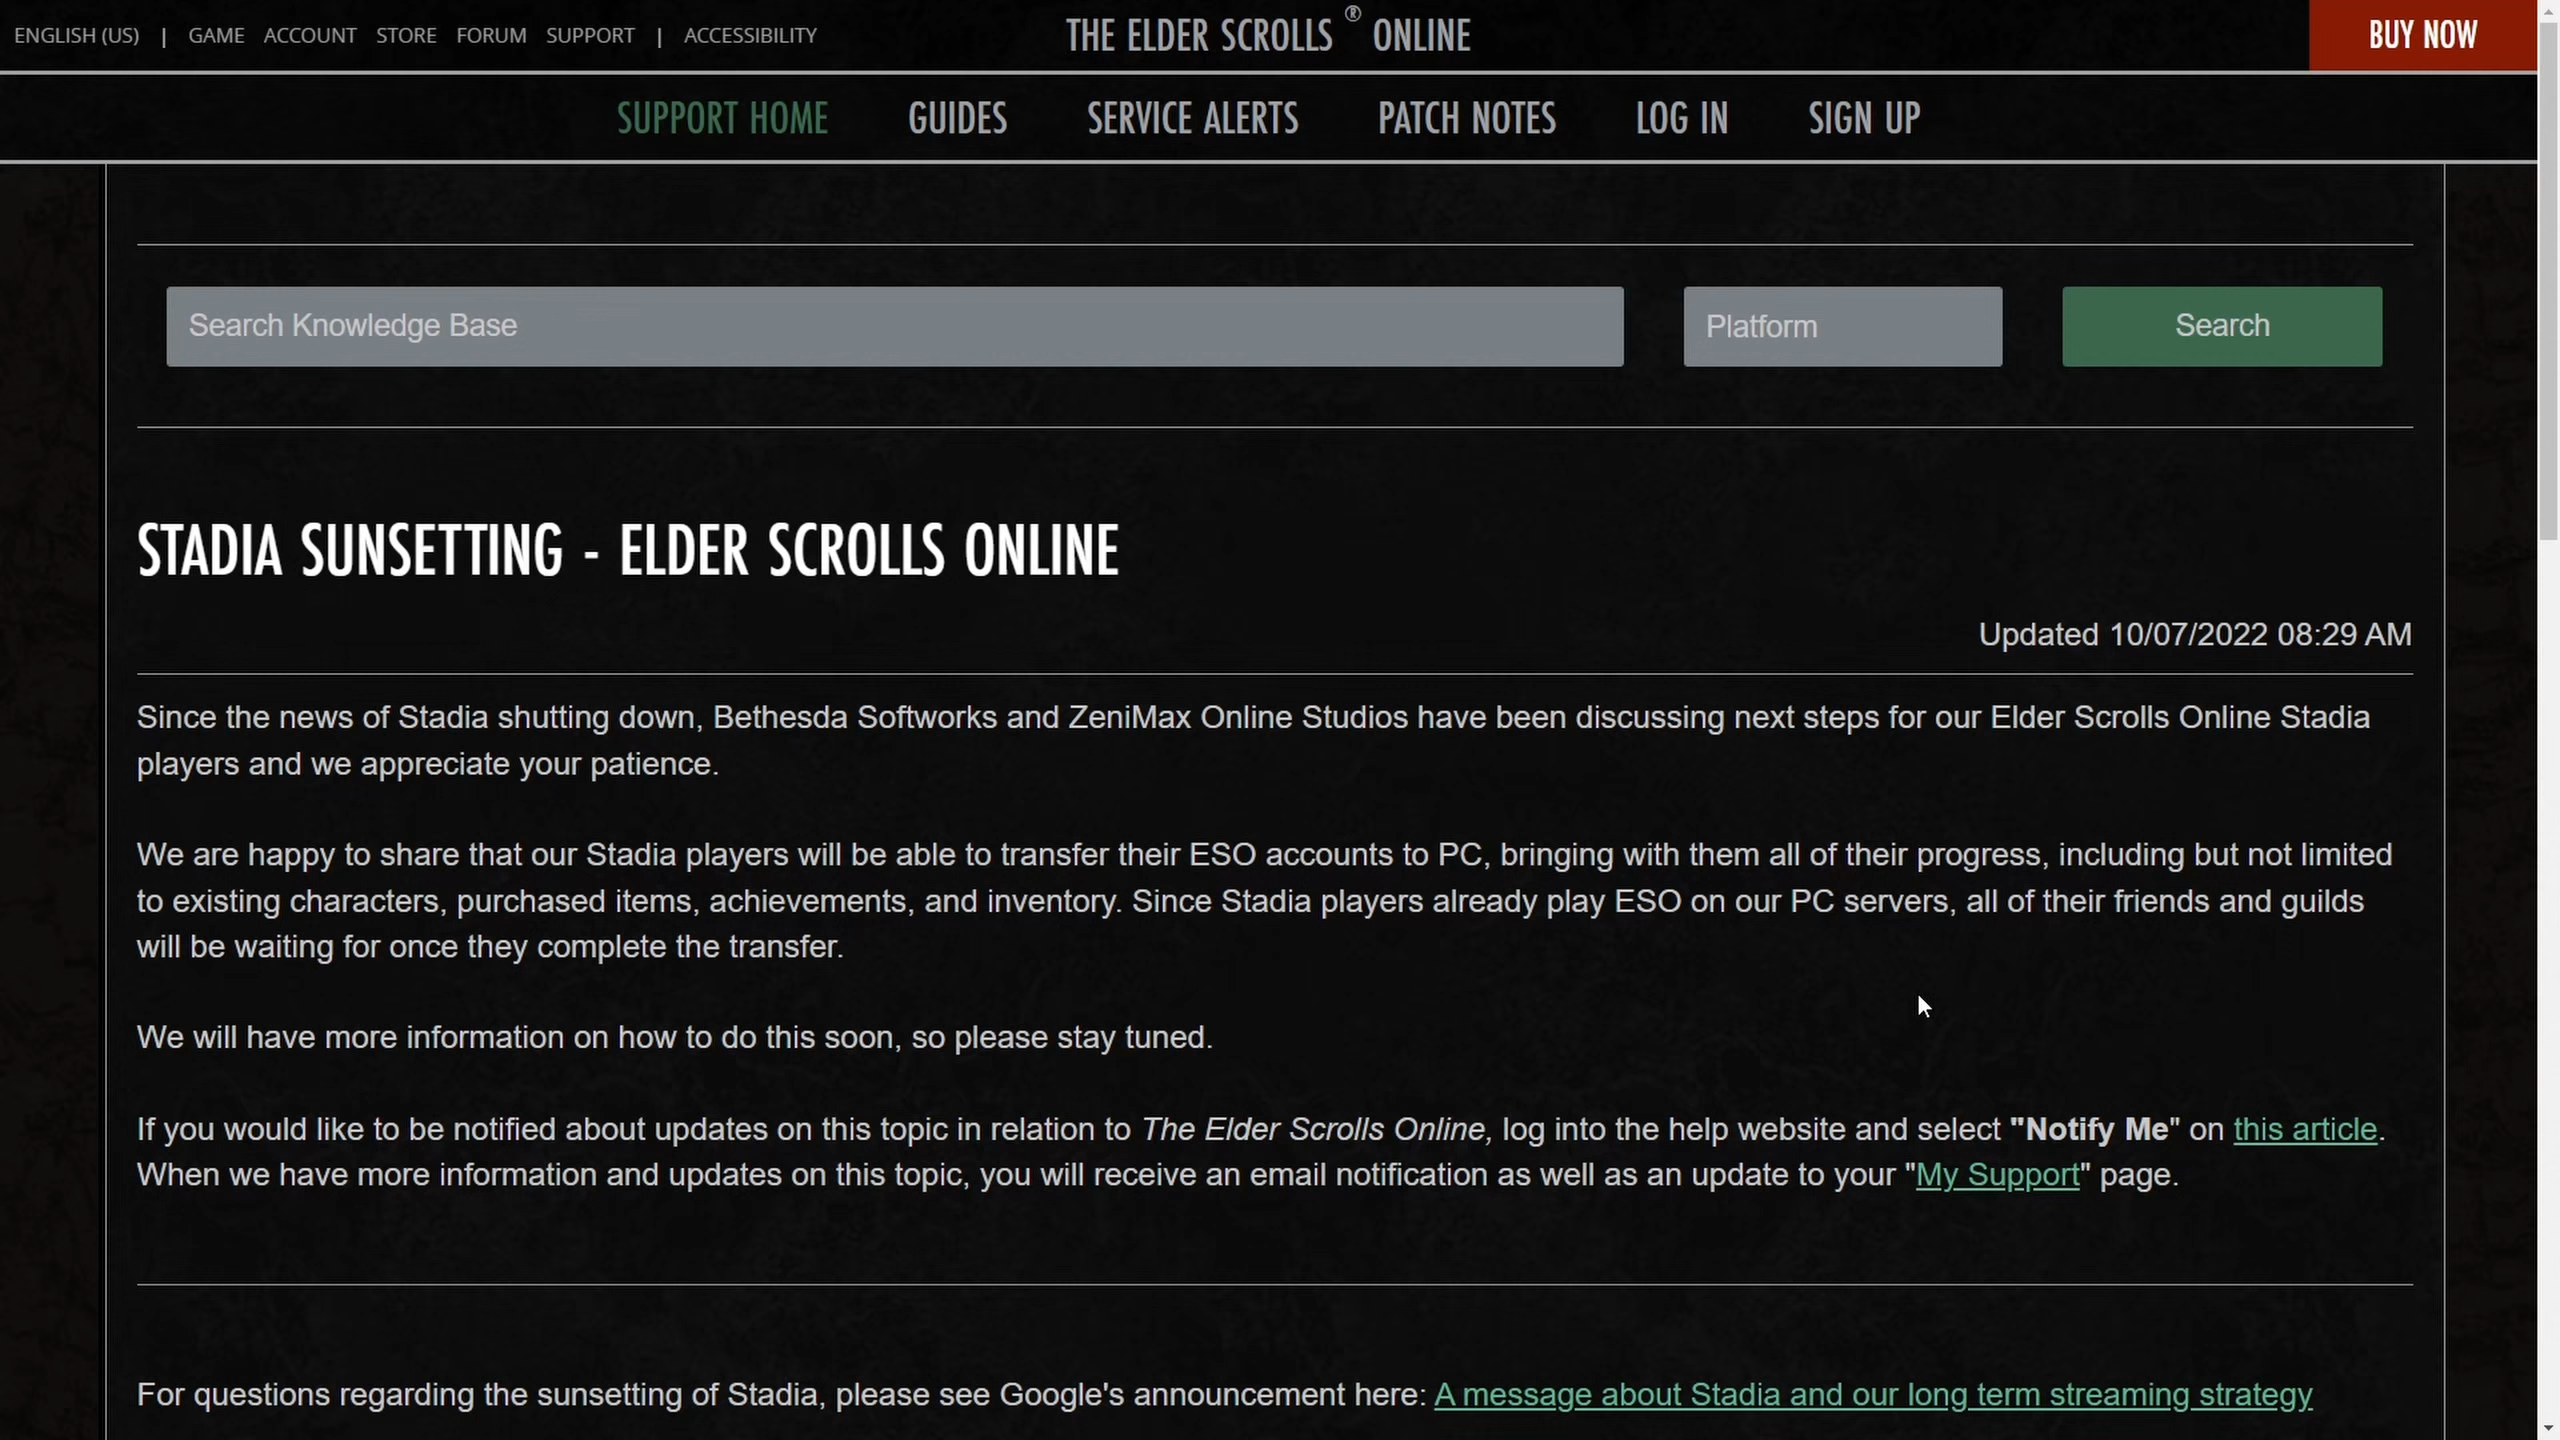 ENGLISH (US) | GAME ACCOUNT STORE FORUM SUPPORT | ACCESSIBILITY
THE ELDER SCROLLS ® ONLINE
BUY NOW
SUPPORT HOME GUIDES SERVICE ALERTS PATCH NOTES LOG IN SIGN UP
Search Knowledge Base Platform Search
STADIA SUNSETTING - ELDER SCROLLS ONLINE
Updated 10/07/2022 08:29 AM
Since the news of Stadia shutting down, Bethesda Softworks and ZeniMax Online Studios have been discussing next steps for our Elder Scrolls Online Stadia
players and we appreciate your patience.
We are happy to share that our Stadia players will be able to transfer their ESO accounts to PC, bringing with them all of their progress, including but not limited
to existing characters, purchased items, achievements, and inventory. Since Stadia players already play ESO on our PC servers, all of their friends and guilds
will be waiting for once they complete the transfer.
We will have more information on how to do this soon, so please stay tuned.
If you would like to be notified about updates on this topic in relation to The Elder Scrolls Online, log into the help website and select "Notify Me" on this article.
When we have more information and updates on this topic, you will receive an email notification as well as an update to your "My Support" page.
For questions regarding the sunsetting of Stadia, please see Google's announcement here: A message about Stadia and our long term streaming strategy